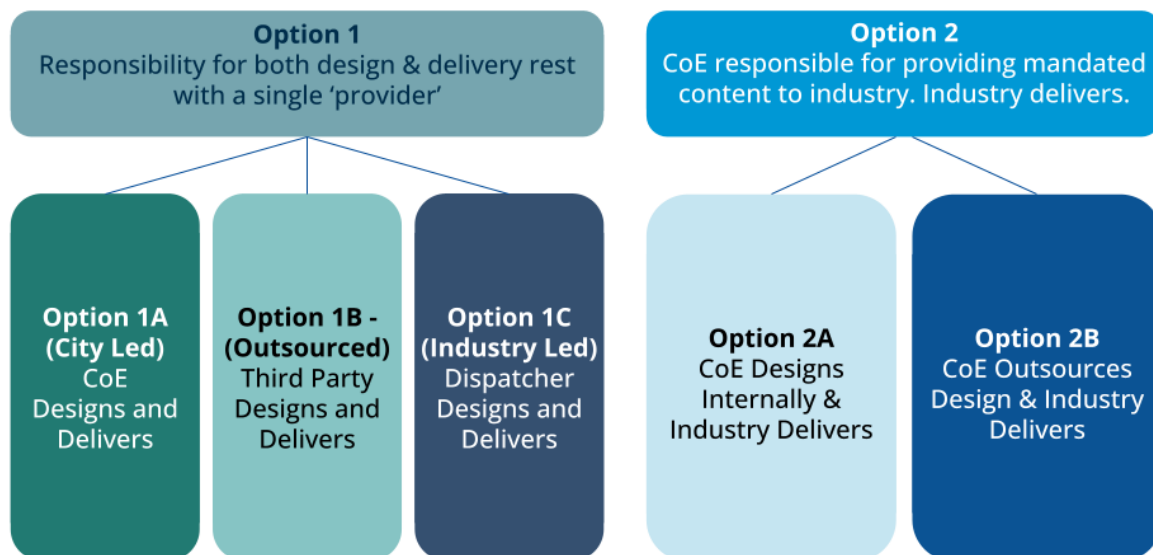 Option 1
Responsibility for both design & delivery rest
with a single ‘provider’
Option 2
CoE responsible for providing mandated
content to industry. Industry delivers.
Option 1A
(City Led)
CoE
Designs and
Delivers
Option 1B -
(Outsourced)
Third Party
Designs and
Delivers
Option 1C
(Industry Led)
Dispatcher
Designs and
Delivers
Option 2A
CoE Designs
Internally &
Industry Delivers
Option 2B
CoE Outsources
Design & Industry
Delivers